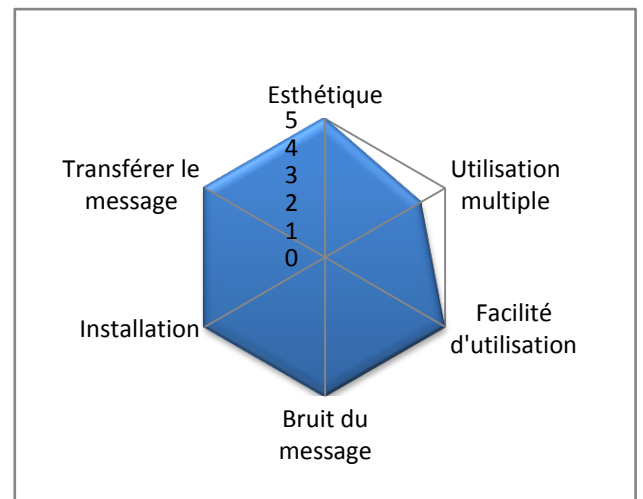 Esthétique
5
4
3
2
1
0
Utilisation
multiple
Facilité
d'utilisation
Bruit du
message
Installation
Transférer le
message